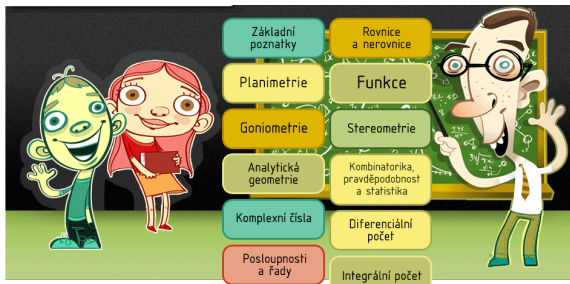 Základní
poznatky
Rovnice
a nerovnice
Planimetrie
Funkce
Goniometrie
Stereometrie
Analytická
geometrie
Kombinatorika,
pravděpodobnost
a statistika
Komplexní čísla
Diferenciální
počet
Posloupnosti
a řady
Integrální počet